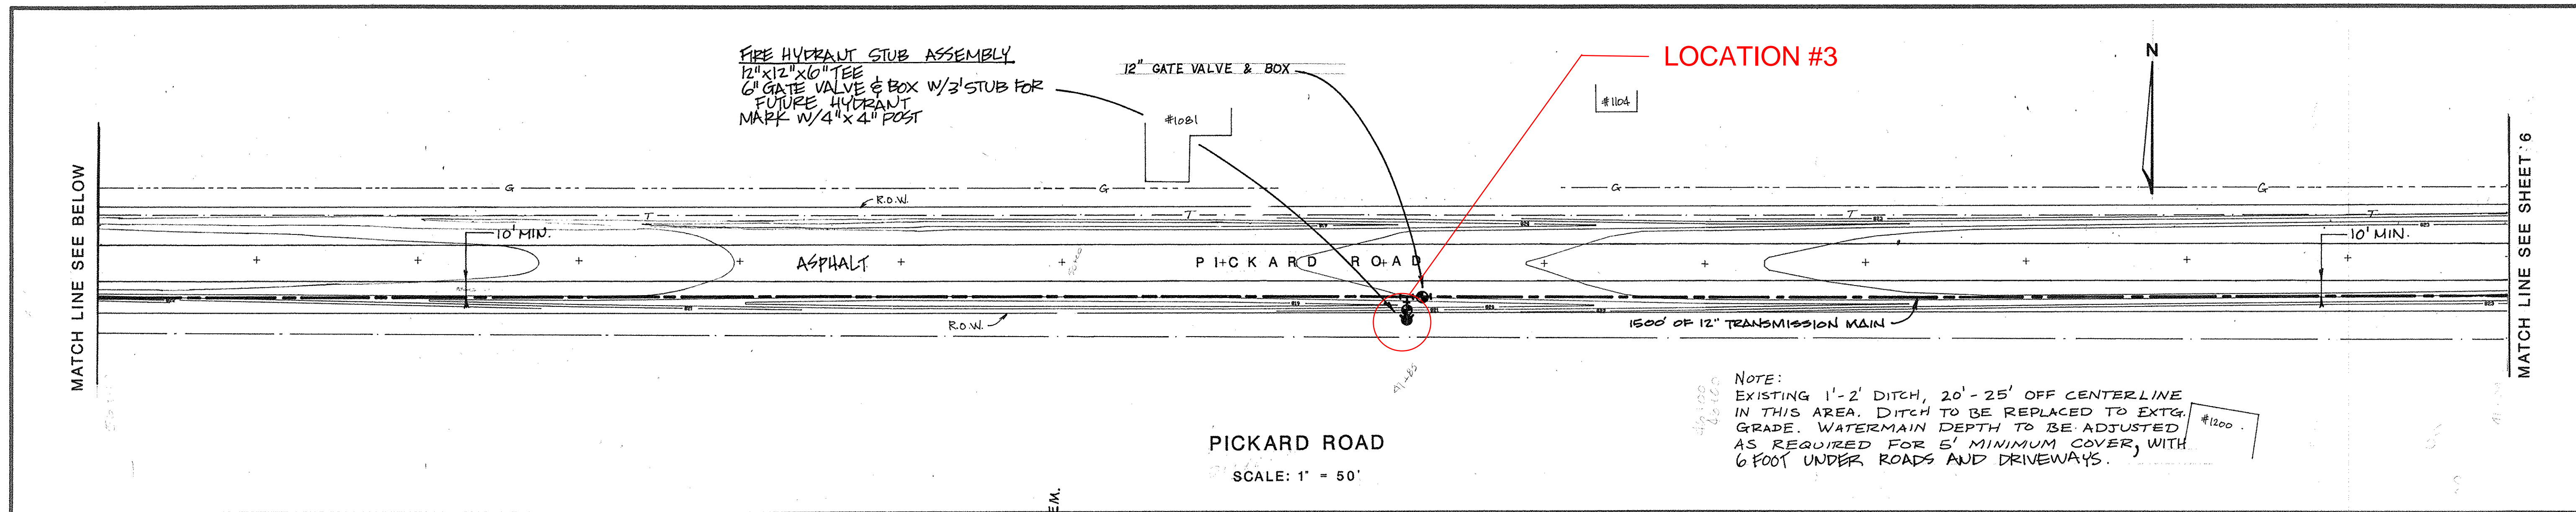 FIRE HYDRANT STUB ASSEMBLY
12"x12"x6" TEE
6" GATE VALVE & BOX W/3' STUB FOR
FUTURE HYDRANT
MARK W/4"x4" POST
12" GATE VALVE & BOX
LOCATION #3
N
#1081
#1104
MATCH LINE SEE BELOW
MATCH LINE SEE SHEET 6
G
G
G
G
R.O.W.
T
T
T
T
10' MIN.
10' MIN.
ASPHALT
PICKARD ROAD
R.O.W.
1500' OF 12" TRANSMISSION MAIN
41+85
NOTE:
EXISTING 1'-2' DITCH, 20'-25' OFF CENTERLINE
IN THIS AREA. DITCH TO BE REPLACED TO EXTG.
GRADE. WATERMAIN DEPTH TO BE ADJUSTED
AS REQUIRED FOR 5' MINIMUM COVER, WITH
6 FOOT UNDER ROADS AND DRIVEWAYS.
#1200
PICKARD ROAD
SCALE: 1" = 50'
EM.